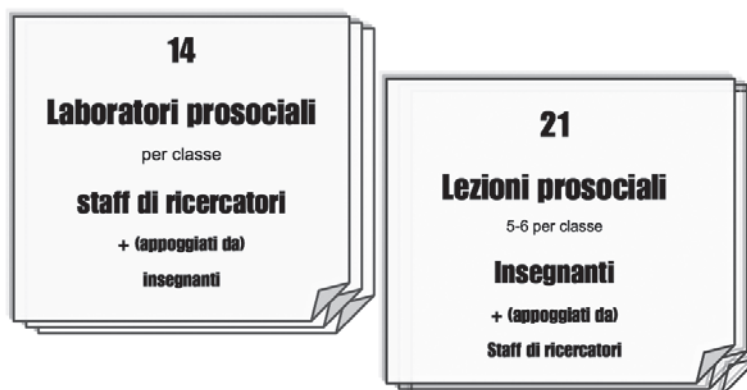 14
Laboratori prosociali
per classe
staff di ricercatori
+ (appoggiati da)
insegnanti
21
Lezioni prosociali
5-6 per classe
Insegnanti
+ (appoggiati da)
Staff di ricercatori